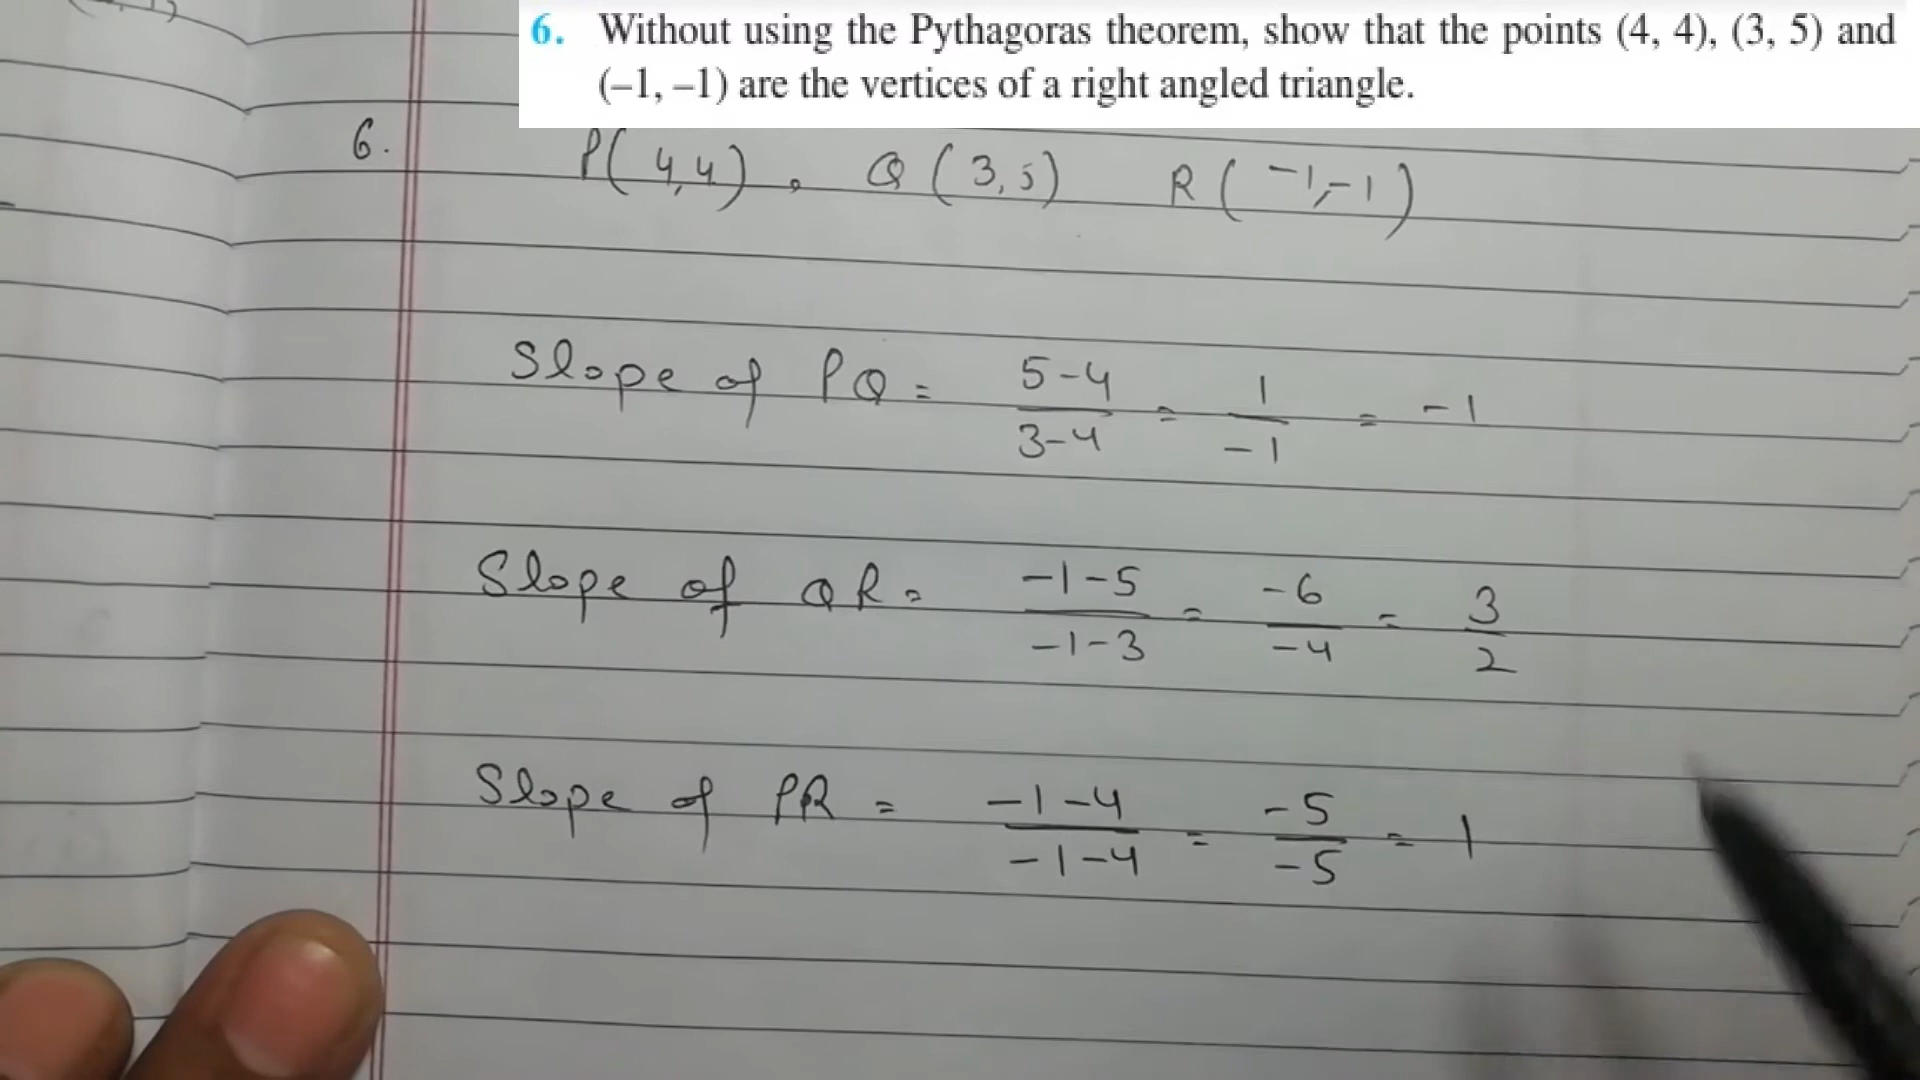 6. Without using the Pythagoras theorem, show that the points (4, 4), (3, 5) and
(–1, –1) are the vertices of a right angled triangle.
6. P(4,4), Q(3,5) R(-1,-1)
Slope of PQ = 5-4/3-4 = 1/-1 = -1
Slope of QR = -1-5/-1-3 = -6/-4 = 3/2
Slope of PR = -1-4/-1-4 = -5/-5 = 1